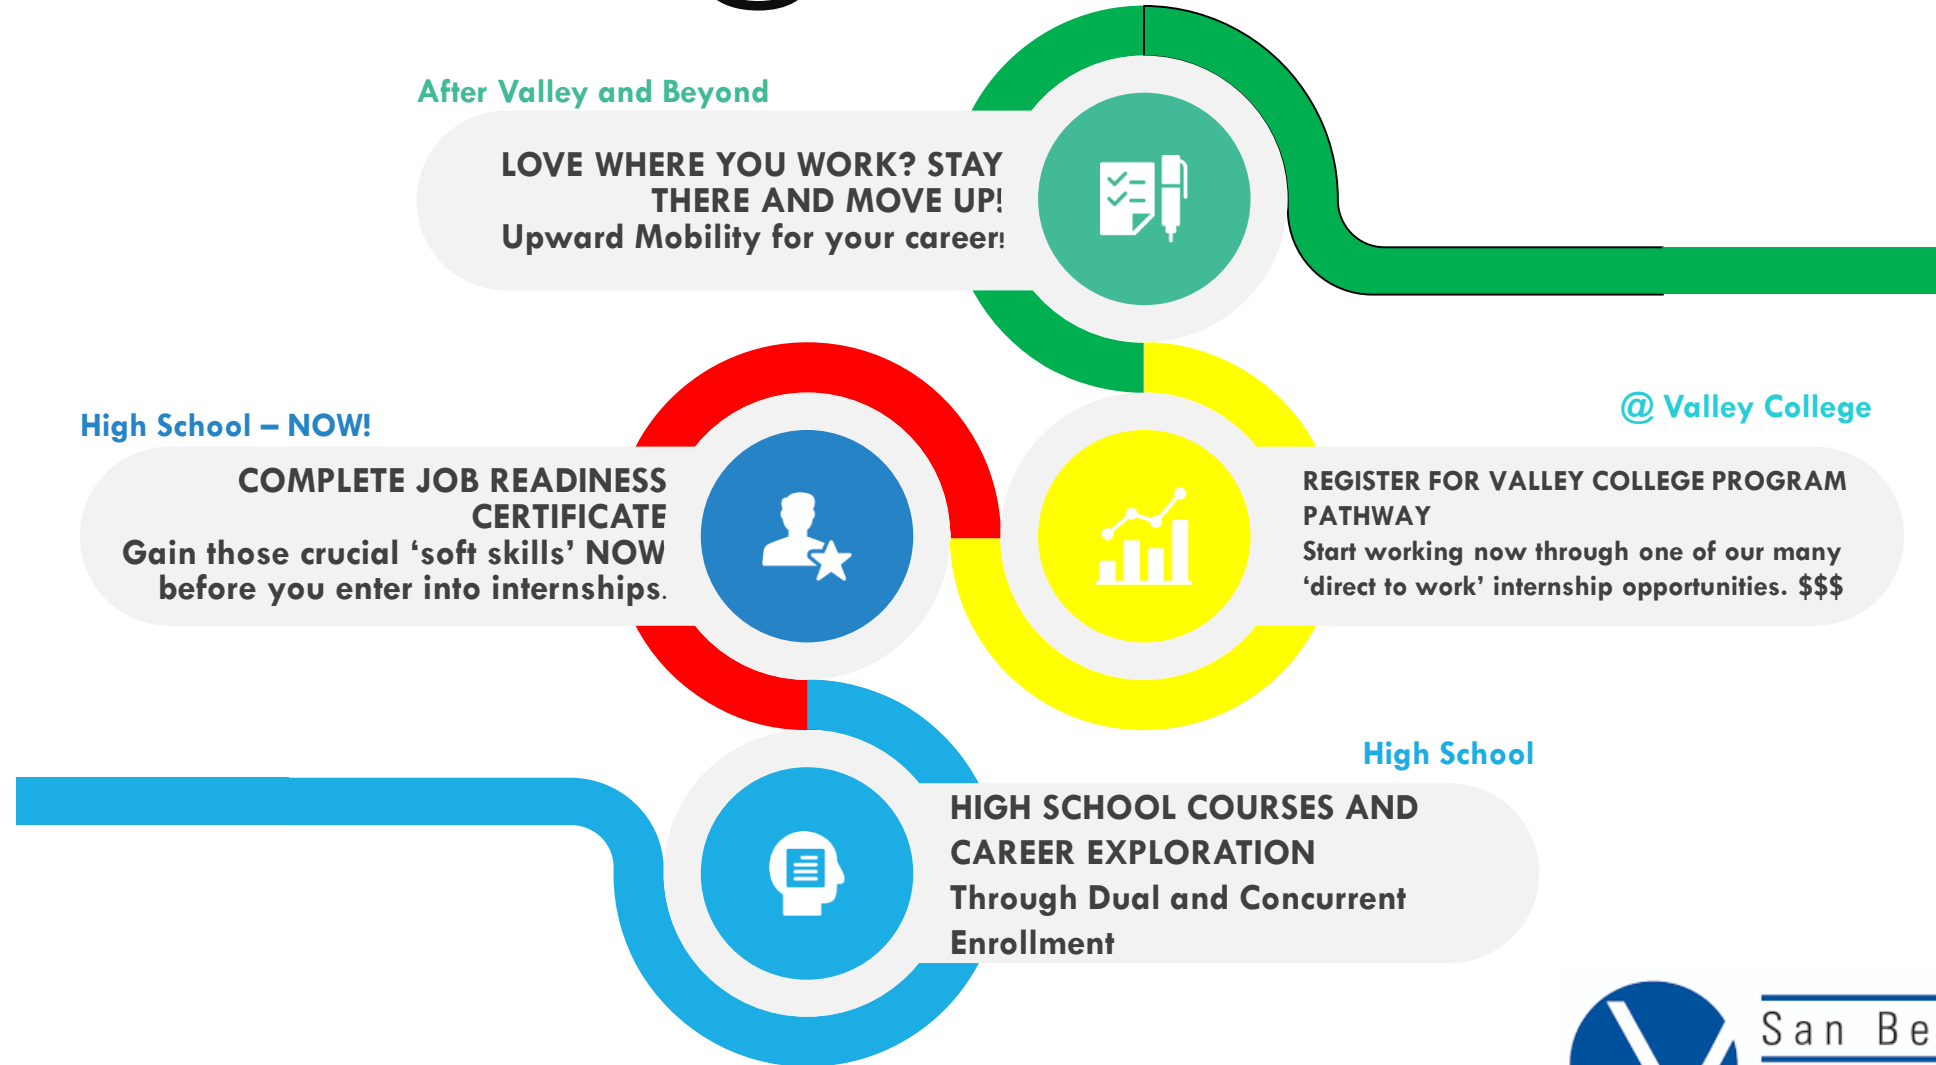 After Valley and Beyond
LOVE WHERE YOU WORK? STAY
THERE AND MOVE UP!
Upward Mobility for your career!
High School – NOW!
COMPLETE JOB READINESS
CERTIFICATE
Gain those crucial ‘soft skills’ NOW
before you enter into internships.
@ Valley College
REGISTER FOR VALLEY COLLEGE PROGRAM
PATHWAY
Start working now through one of our many
‘direct to work’ internship opportunities. $$$
High School
HIGH SCHOOL COURSES AND
CAREER EXPLORATION
Through Dual and Concurrent
Enrollment
San Be